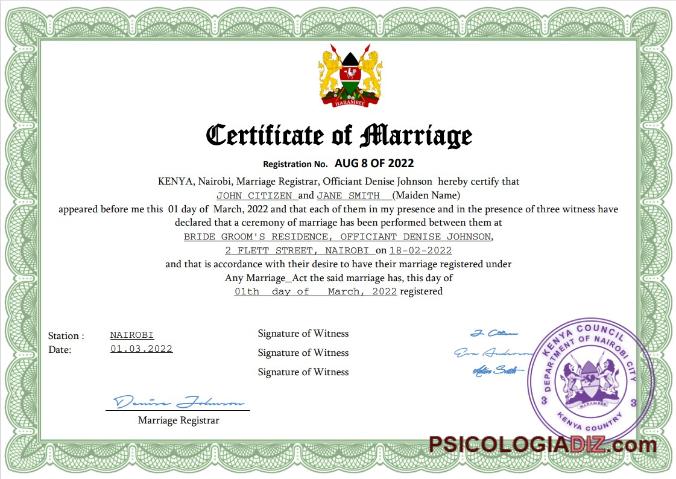 HARAMBEE
Certificate of Marriage
Registration No. AUG 8 OF 2022
KENYA, Nairobi, Marriage Registrar, Officiant Denise Johnson hereby certify that
JOHN CITIZEN and JANE SMITH (Maiden Name)
appeared before me this 01 day of March, 2022 and that each of them in my presence and in the presence of three witness have
declared that a ceremony of marriage has been performed between them at
BRIDE GROOM'S RESIDENCE, OFFICIANT DENISE JOHNSON,
2 FLETT STREET, NAIROBI on 18-02-2022
and that is accordance with their desire to have their marriage registered under
Any Marriage_Act the said marriage has, this day of
01th day of March, 2022 registered
Station : NAIROBI
Date: 01.03.2022
Signature of Witness J. Citizen
Signature of Witness Eva Anderson
Signature of Witness
Denise Johnson
Marriage Registrar
KENYA COUNCIL
DEPARTMENT OF NAIROBI CITY
3 3
KENYA COUNTRY
PSICOLOGIADIZ.com